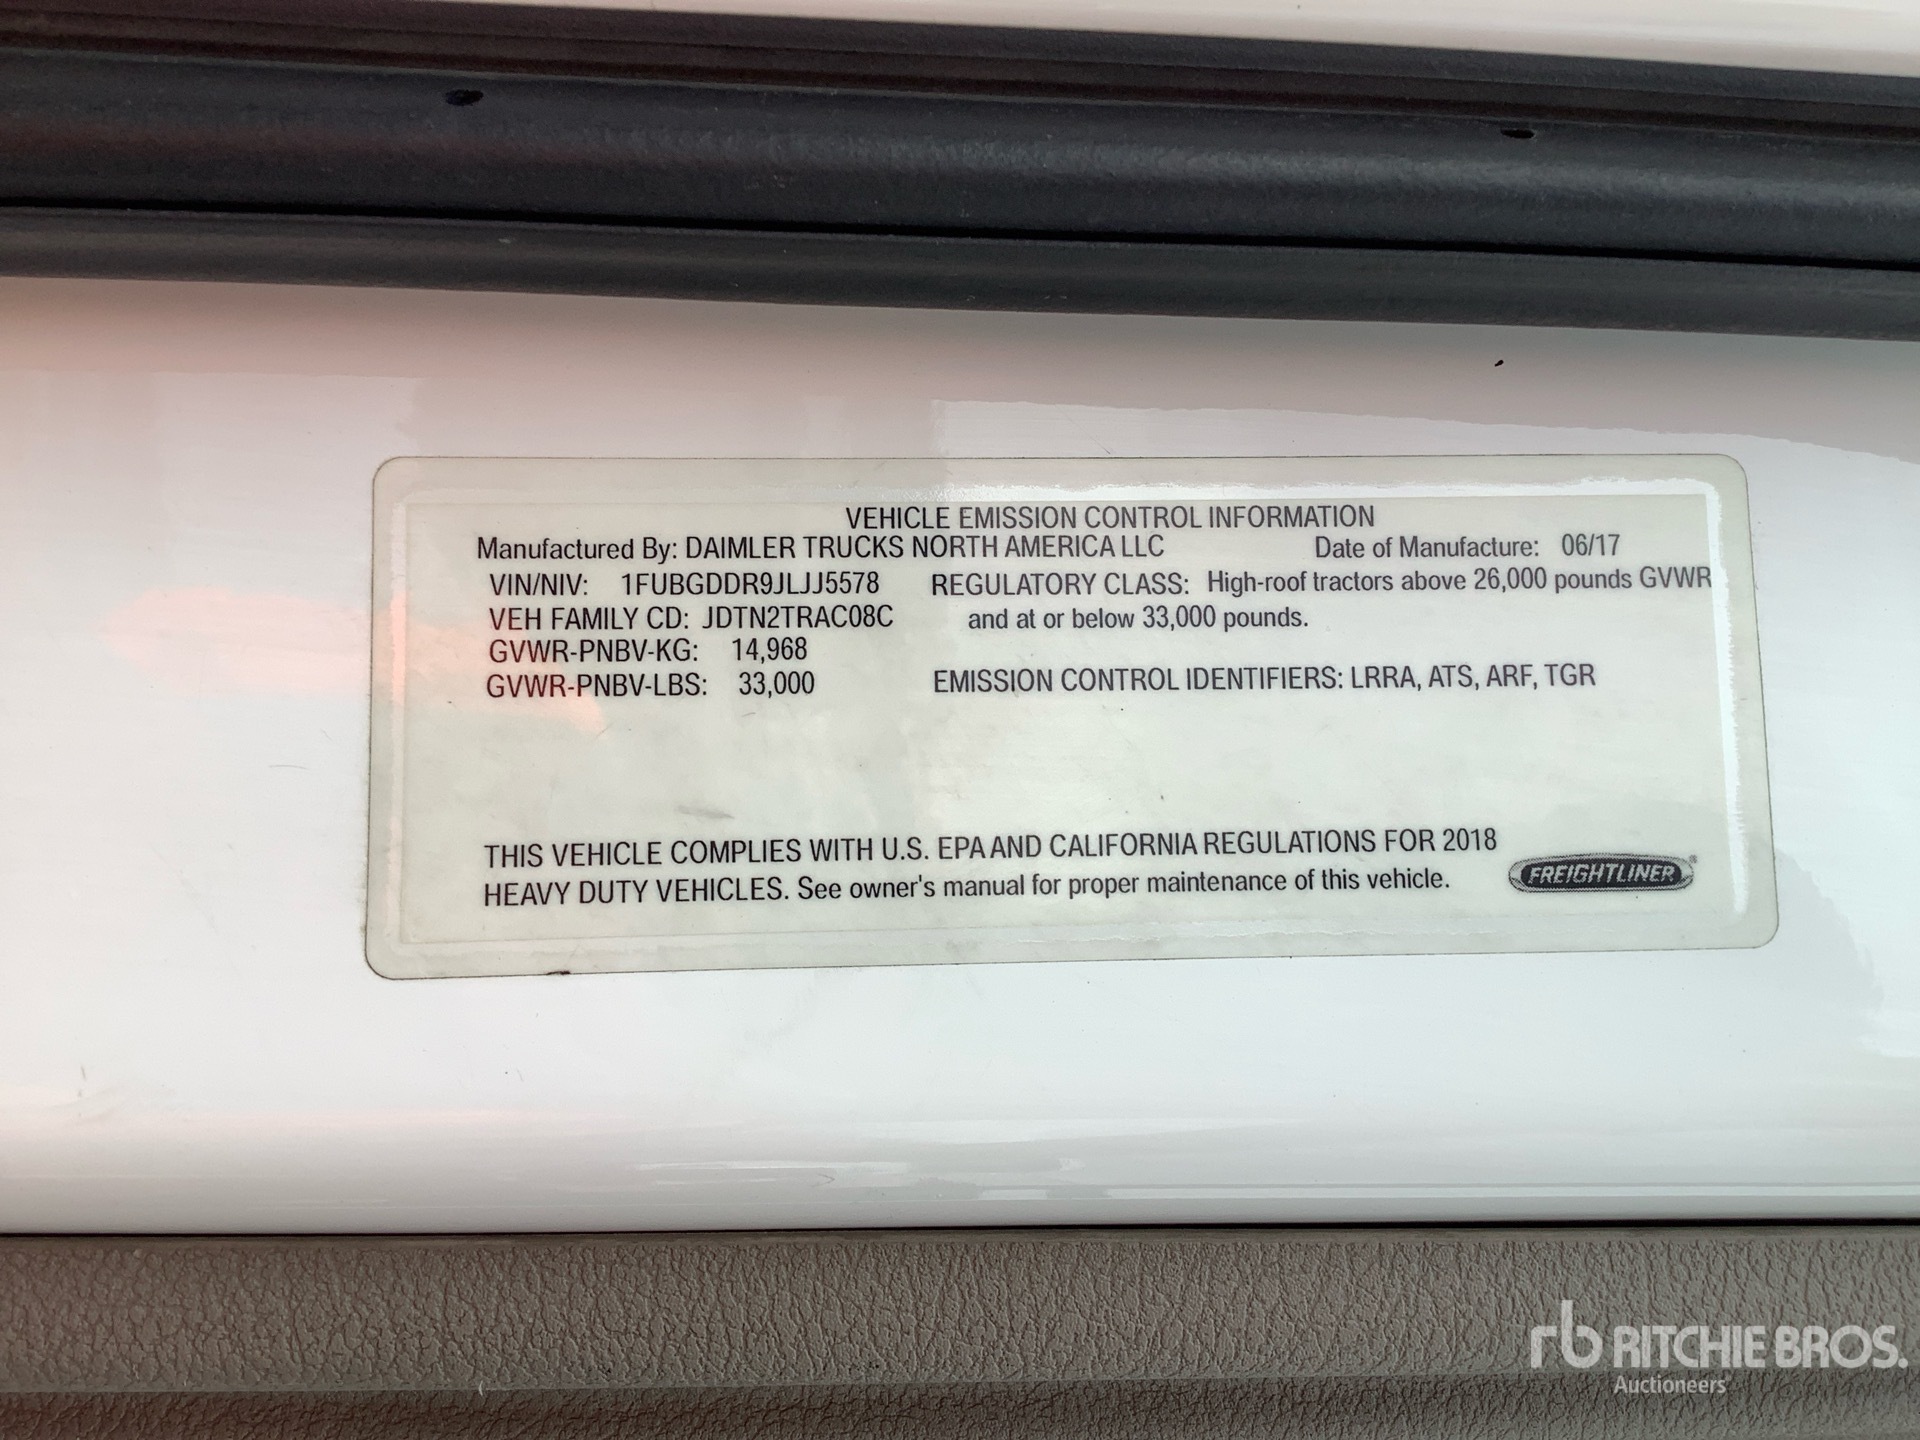 VEHICLE EMISSION CONTROL INFORMATION
Manufactured By: DAIMLER TRUCKS NORTH AMERICA LLC Date of Manufacture: 06/17
VIN/NIV: 1FUBGDDR9JLJJ5578 REGULATORY CLASS: High-roof tractors above 26,000 pounds GVWR
VEH FAMILY CD: JDTN2TRAC08C and at or below 33,000 pounds.
GVWR-PNBV-KG: 14,968
GVWR-PNBV-LBS: 33,000 EMISSION CONTROL IDENTIFIERS: LRRA, ATS, ARF, TGR
THIS VEHICLE COMPLIES WITH U.S. EPA AND CALIFORNIA REGULATIONS FOR 2018
HEAVY DUTY VEHICLES. See owner's manual for proper maintenance of this vehicle.
FREIGHTLINER®
rb RITCHIE BROS.
Auctioneers